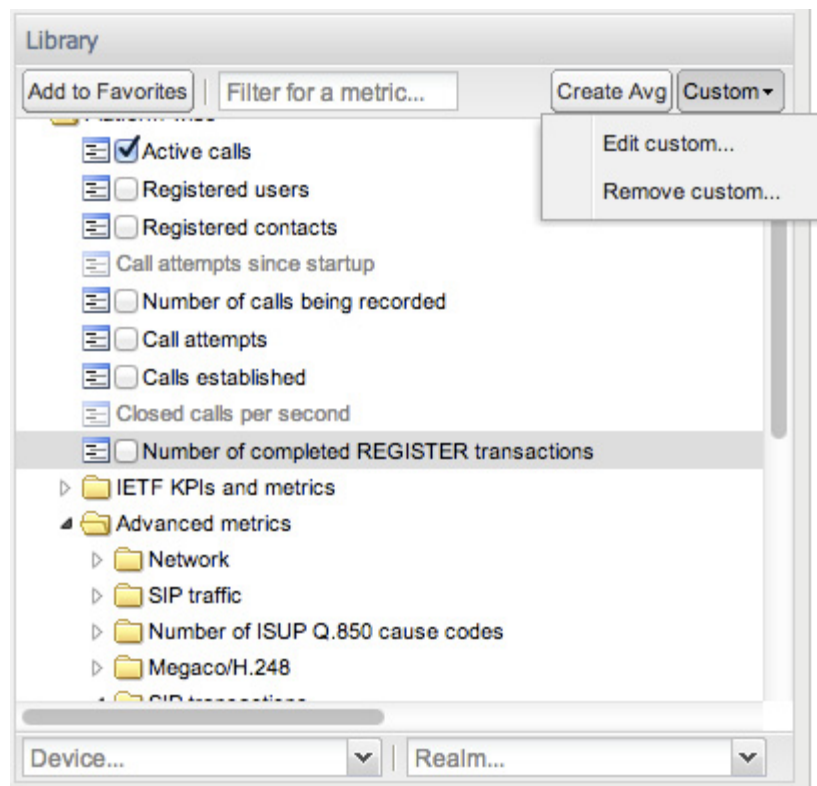 Library
Add to Favorites | Filter for a metric... Create Avg Custom
Edit custom...
Remove custom...
Active calls
Registered users
Registered contacts
Call attempts since startup
Number of calls being recorded
Call attempts
Calls established
Closed calls per second
Number of completed REGISTER transactions
IETF KPIs and metrics
Advanced metrics
Network
SIP traffic
Number of ISUP Q.850 cause codes
Megaco/H.248
SIP transactions
Device... | Realm...